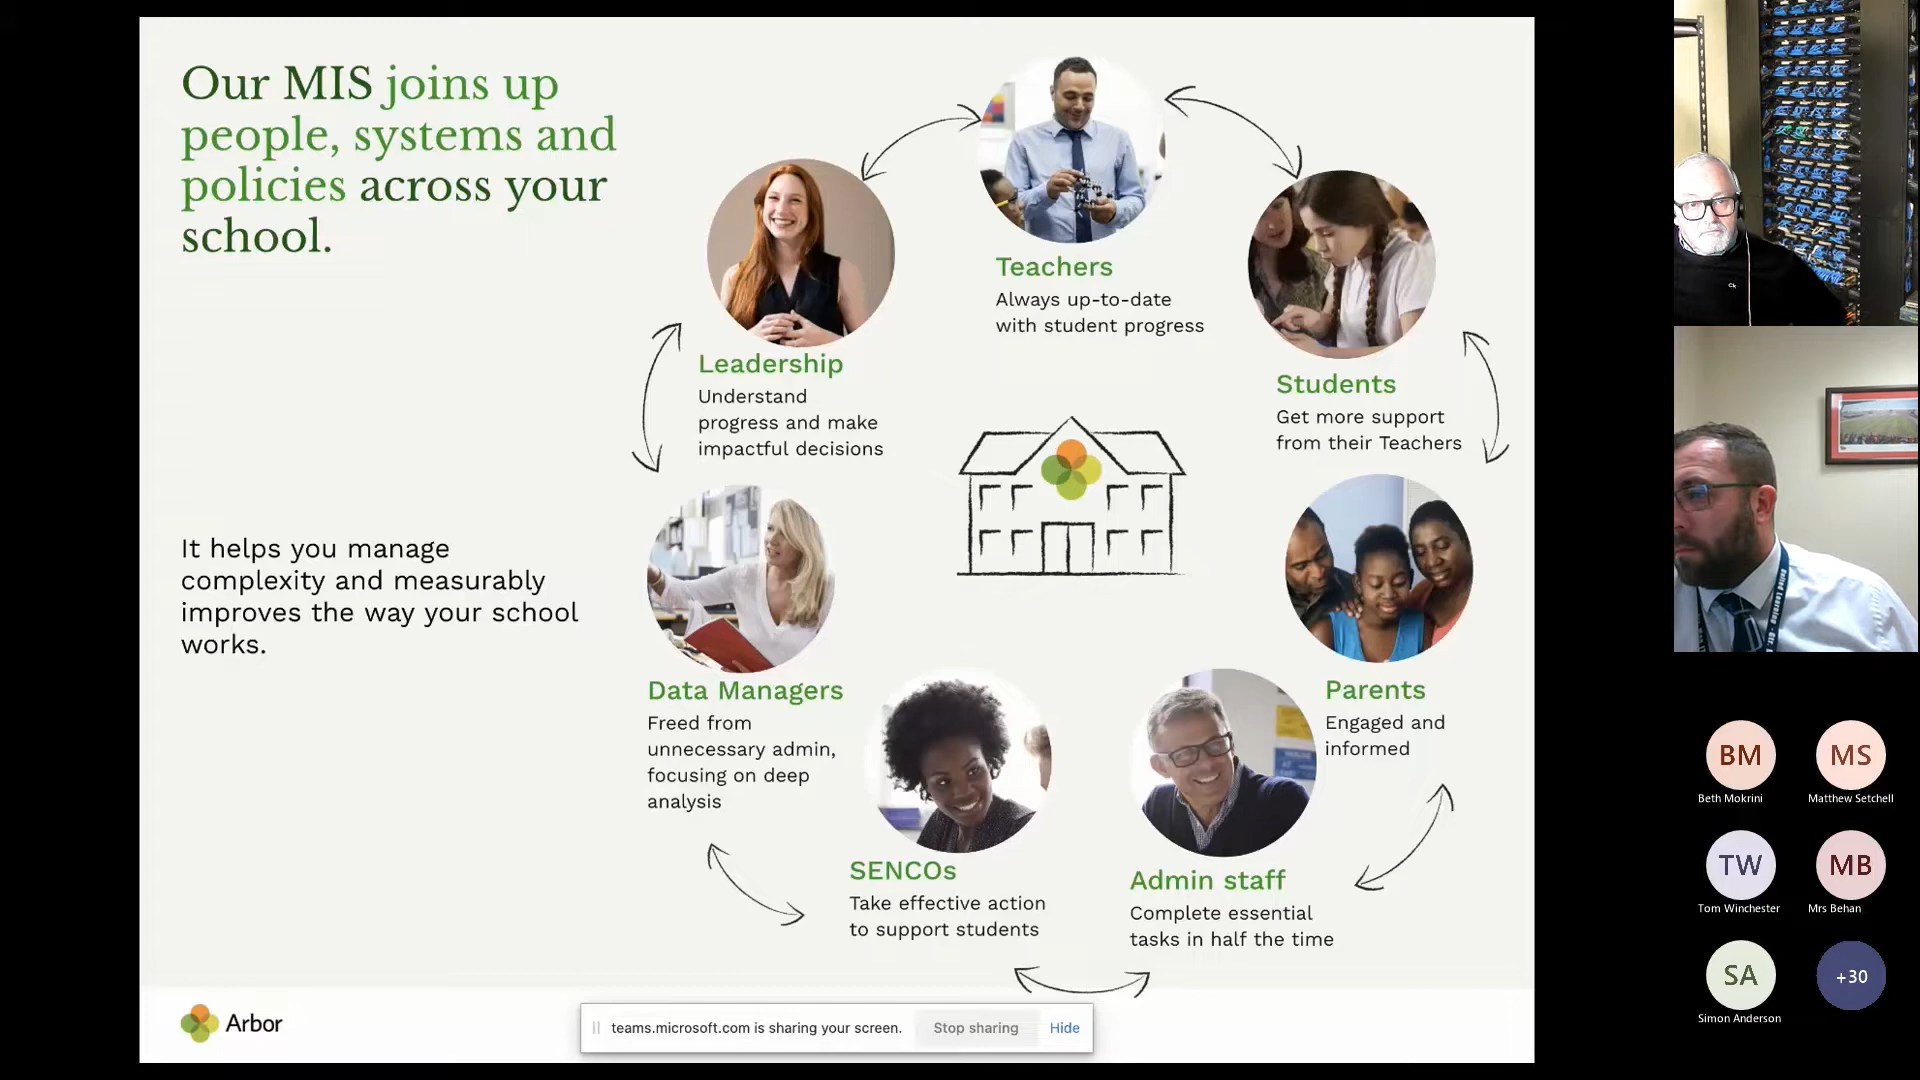 Our MIS joins up
people, systems and
policies across your
school.
It helps you manage
complexity and measurably
improves the way your school
works.
Teachers
Always up-to-date
with student progress
Leadership
Understand
progress and make
impactful decisions
Students
Get more support
from their Teachers
Data Managers
Freed from
unnecessary admin,
focusing on deep
analysis
Parents
Engaged and
informed
SENCOs
Take effective action
to support students
Admin staff
Complete essential
tasks in half the time
Arbor
teams.microsoft.com is sharing your screen.
Stop sharing
Hide
BM
Beth Mokrini
MS
Matthew Setchell
TW
Tom Winchester
MB
Mrs Behan
SA
Simon Anderson
+30